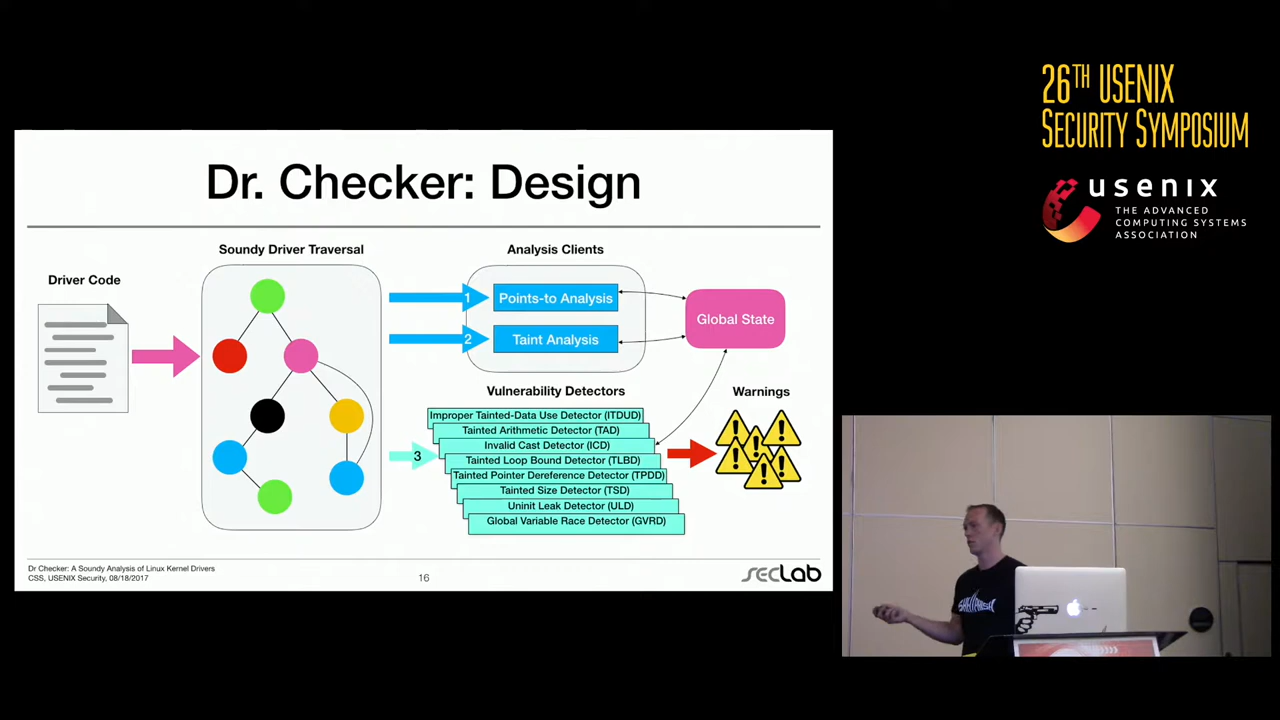 26TH USENIX
SECURITY SYMPOSIUM
usenix
THE ADVANCED
COMPUTING SYSTEMS
ASSOCIATION
Dr. Checker: Design
Soundy Driver Traversal
Analysis Clients
Driver Code
1
Points-to Analysis
Global State
2
Taint Analysis
Vulnerability Detectors
Warnings
Improper Tainted-Data Use Detector (ITDUD)
Tainted Arithmetic Detector (TAD)
Invalid Cast Detector (ICD)
3
Tainted Loop Bound Detector (TLBD)
Tainted Pointer Dereference Detector (TPDD)
Tainted Size Detector (TSD)
Uninit Leak Detector (ULD)
Global Variable Race Detector (GVRD)
Dr Checker: A Soundy Analysis of Linux Kernel Drivers
CSS, USENIX Security, 08/18/2017
16
secLab